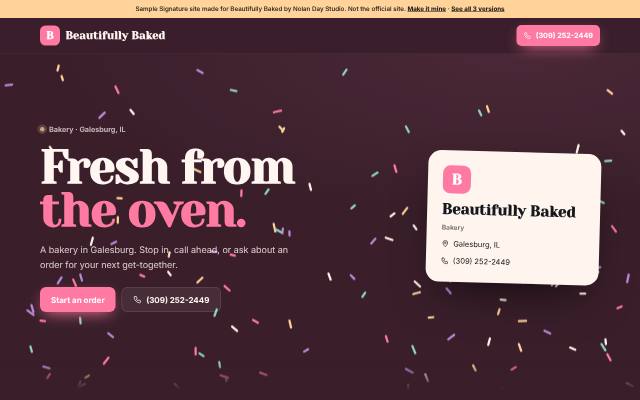 Sample Signature site made for Beautifully Baked by Nolan Day Studio. Not the official site. Make it mine · See all 3 versions
B Beautifully Baked
(309) 252-2449
Bakery · Galesburg, IL
Fresh from
the oven.
A bakery in Galesburg. Stop in, call ahead, or ask about an
order for your next get-together.
Start an order
(309) 252-2449
B
Beautifully Baked
Bakery
Galesburg, IL
(309) 252-2449